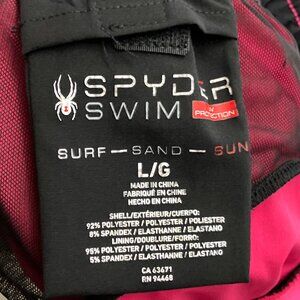 SPYDER
SWIM
UV
PROTECTION
SURF — SAND — SUN
L/G
MADE IN CHINA
FABRIQUÉ EN CHINE
HECHO EN CHINA
SHELL/EXTÉRIEUR/CUERPO:
92% POLYESTER / POLYESTER / POLIESTER
8% SPANDEX / ELASTHANNE / ELASTANO
LINING/DOUBLURE/FORRO:
95% POLYESTER / POLYESTER / POLIESTER
5% SPANDEX / ELASTHANNE / ELASTANO
CA 63671
RN 94468